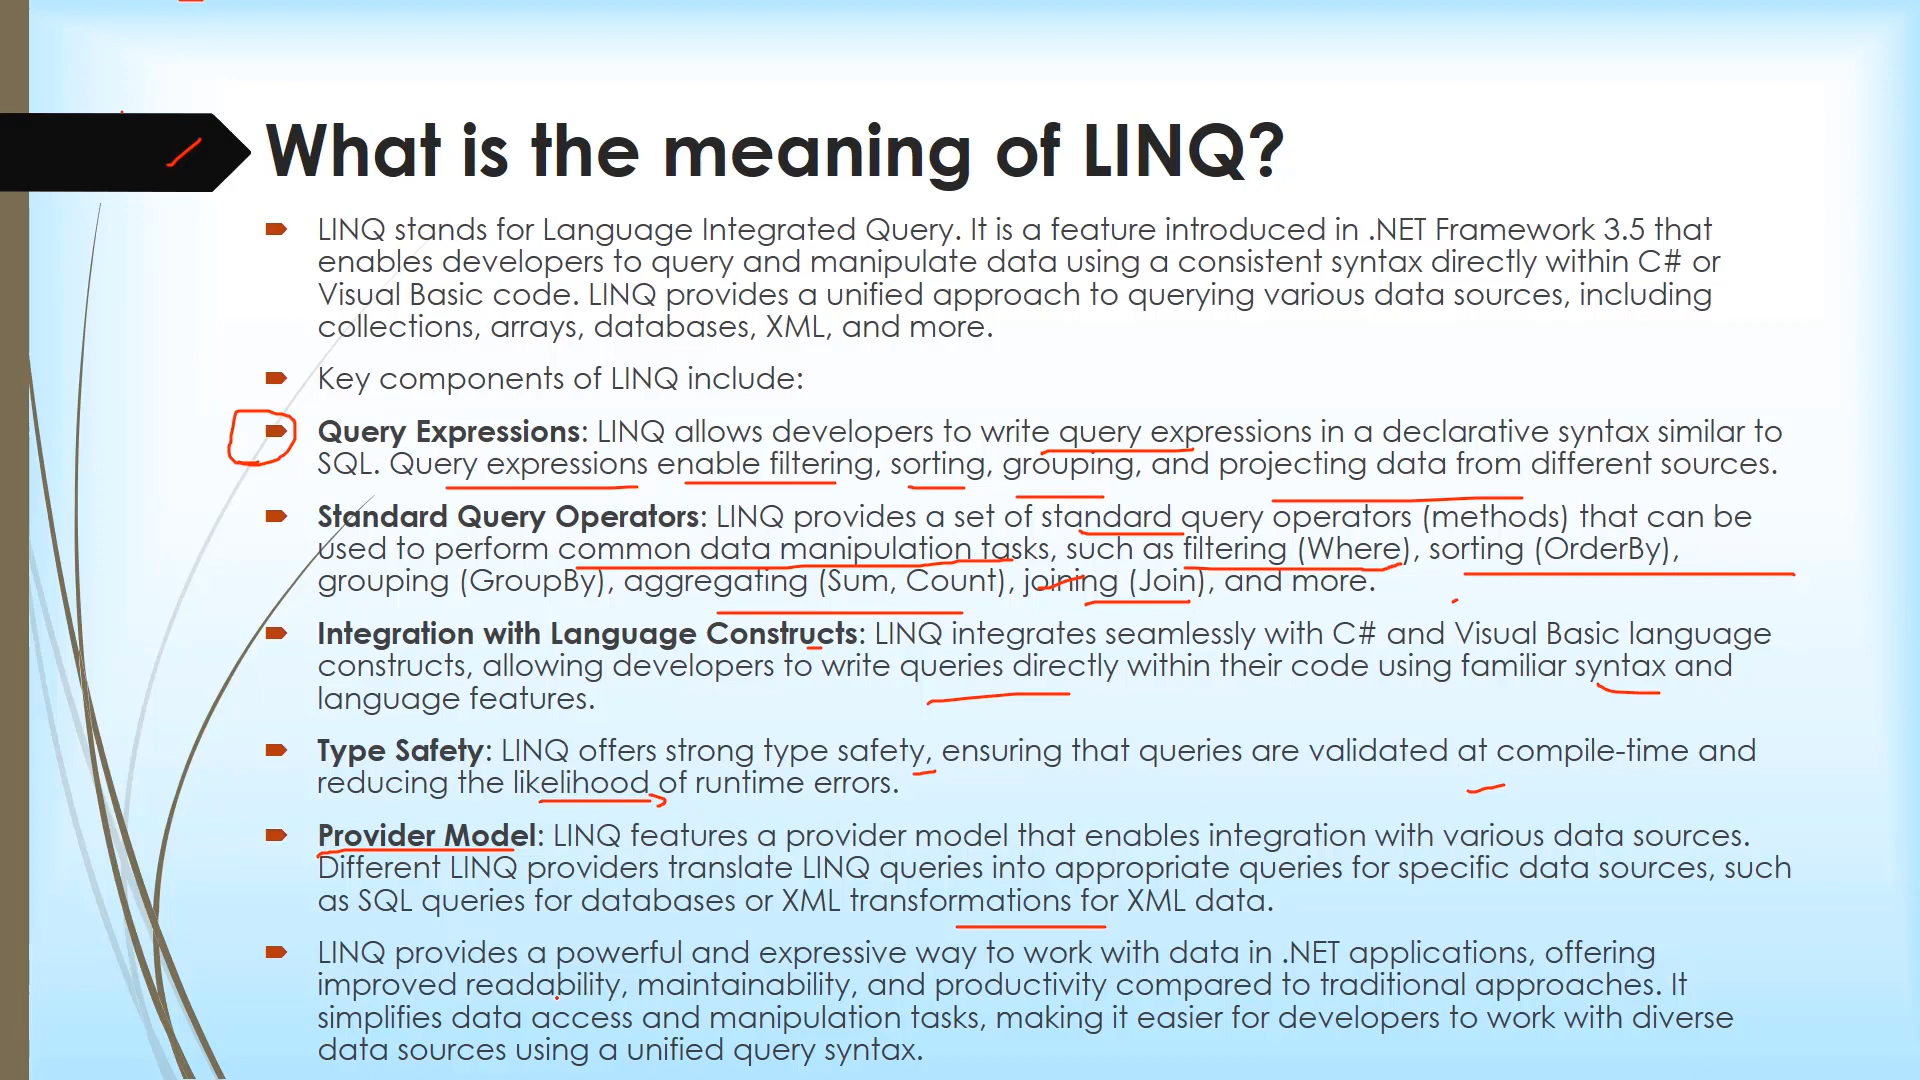 What is the meaning of LINQ?
LINQ stands for Language Integrated Query. It is a feature introduced in .NET Framework 3.5 that
enables developers to query and manipulate data using a consistent syntax directly within C# or
Visual Basic code. LINQ provides a unified approach to querying various data sources, including
collections, arrays, databases, XML, and more.
Key components of LINQ include:
Query Expressions: LINQ allows developers to write query expressions in a declarative syntax similar to
SQL. Query expressions enable filtering, sorting, grouping, and projecting data from different sources.
Standard Query Operators: LINQ provides a set of standard query operators (methods) that can be
used to perform common data manipulation tasks, such as filtering (Where), sorting (OrderBy),
grouping (GroupBy), aggregating (Sum, Count), joining (Join), and more.
Integration with Language Constructs: LINQ integrates seamlessly with C# and Visual Basic language
constructs, allowing developers to write queries directly within their code using familiar syntax and
language features.
Type Safety: LINQ offers strong type safety, ensuring that queries are validated at compile-time and
reducing the likelihood of runtime errors.
Provider Model: LINQ features a provider model that enables integration with various data sources.
Different LINQ providers translate LINQ queries into appropriate queries for specific data sources, such
as SQL queries for databases or XML transformations for XML data.
LINQ provides a powerful and expressive way to work with data in .NET applications, offering
improved readability, maintainability, and productivity compared to traditional approaches. It
simplifies data access and manipulation tasks, making it easier for developers to work with diverse
data sources using a unified query syntax.